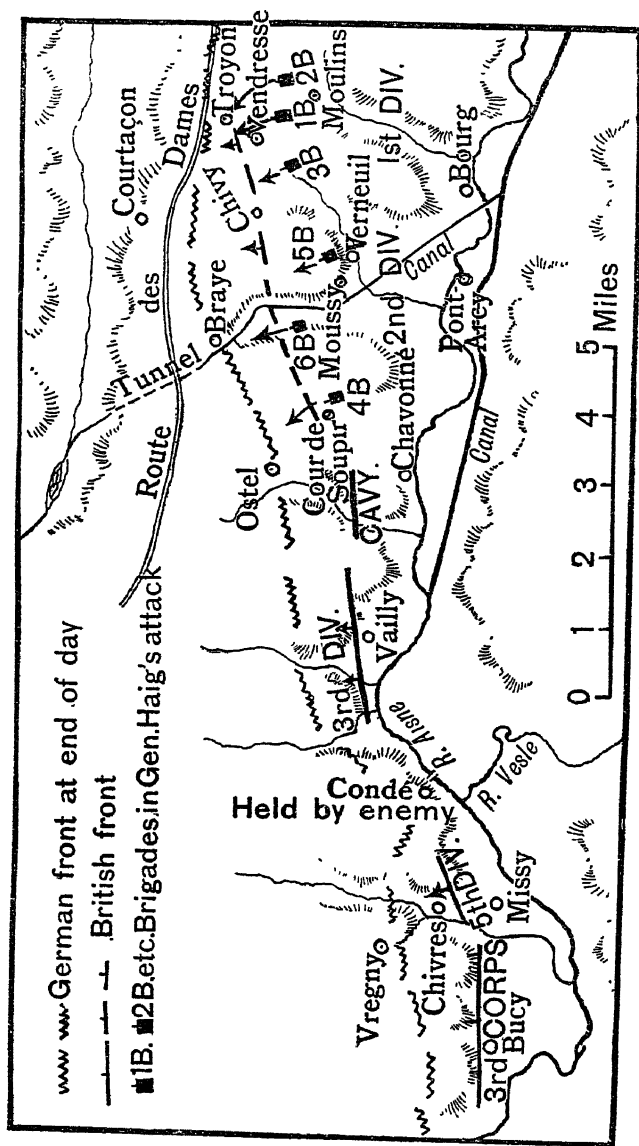 German front at end of day
British front
1B. 2B.etc.Brigades.in Gen.Haig's attack
Courtaçon
Tunnel
Route des Dames
Braye
Troyon
Vendresse
Chivy
1B 2B
Moulins
3B
1st DIV.
5B
Verneuil
6B
Moussy
2nd DIV.
Canal
Bourg
Ostel
Cour de
Soupir
4B
CAVY.
Chavonne
Pont-
Arcy
Canal
3rd DIV.
Vailly
R. Aisne
Condé
Held by enemy
R. Vesle
Vregny
Chivres
5th DIV.
Missy
3rd CORPS
Bucy
0 1 2 3 4 5 Miles